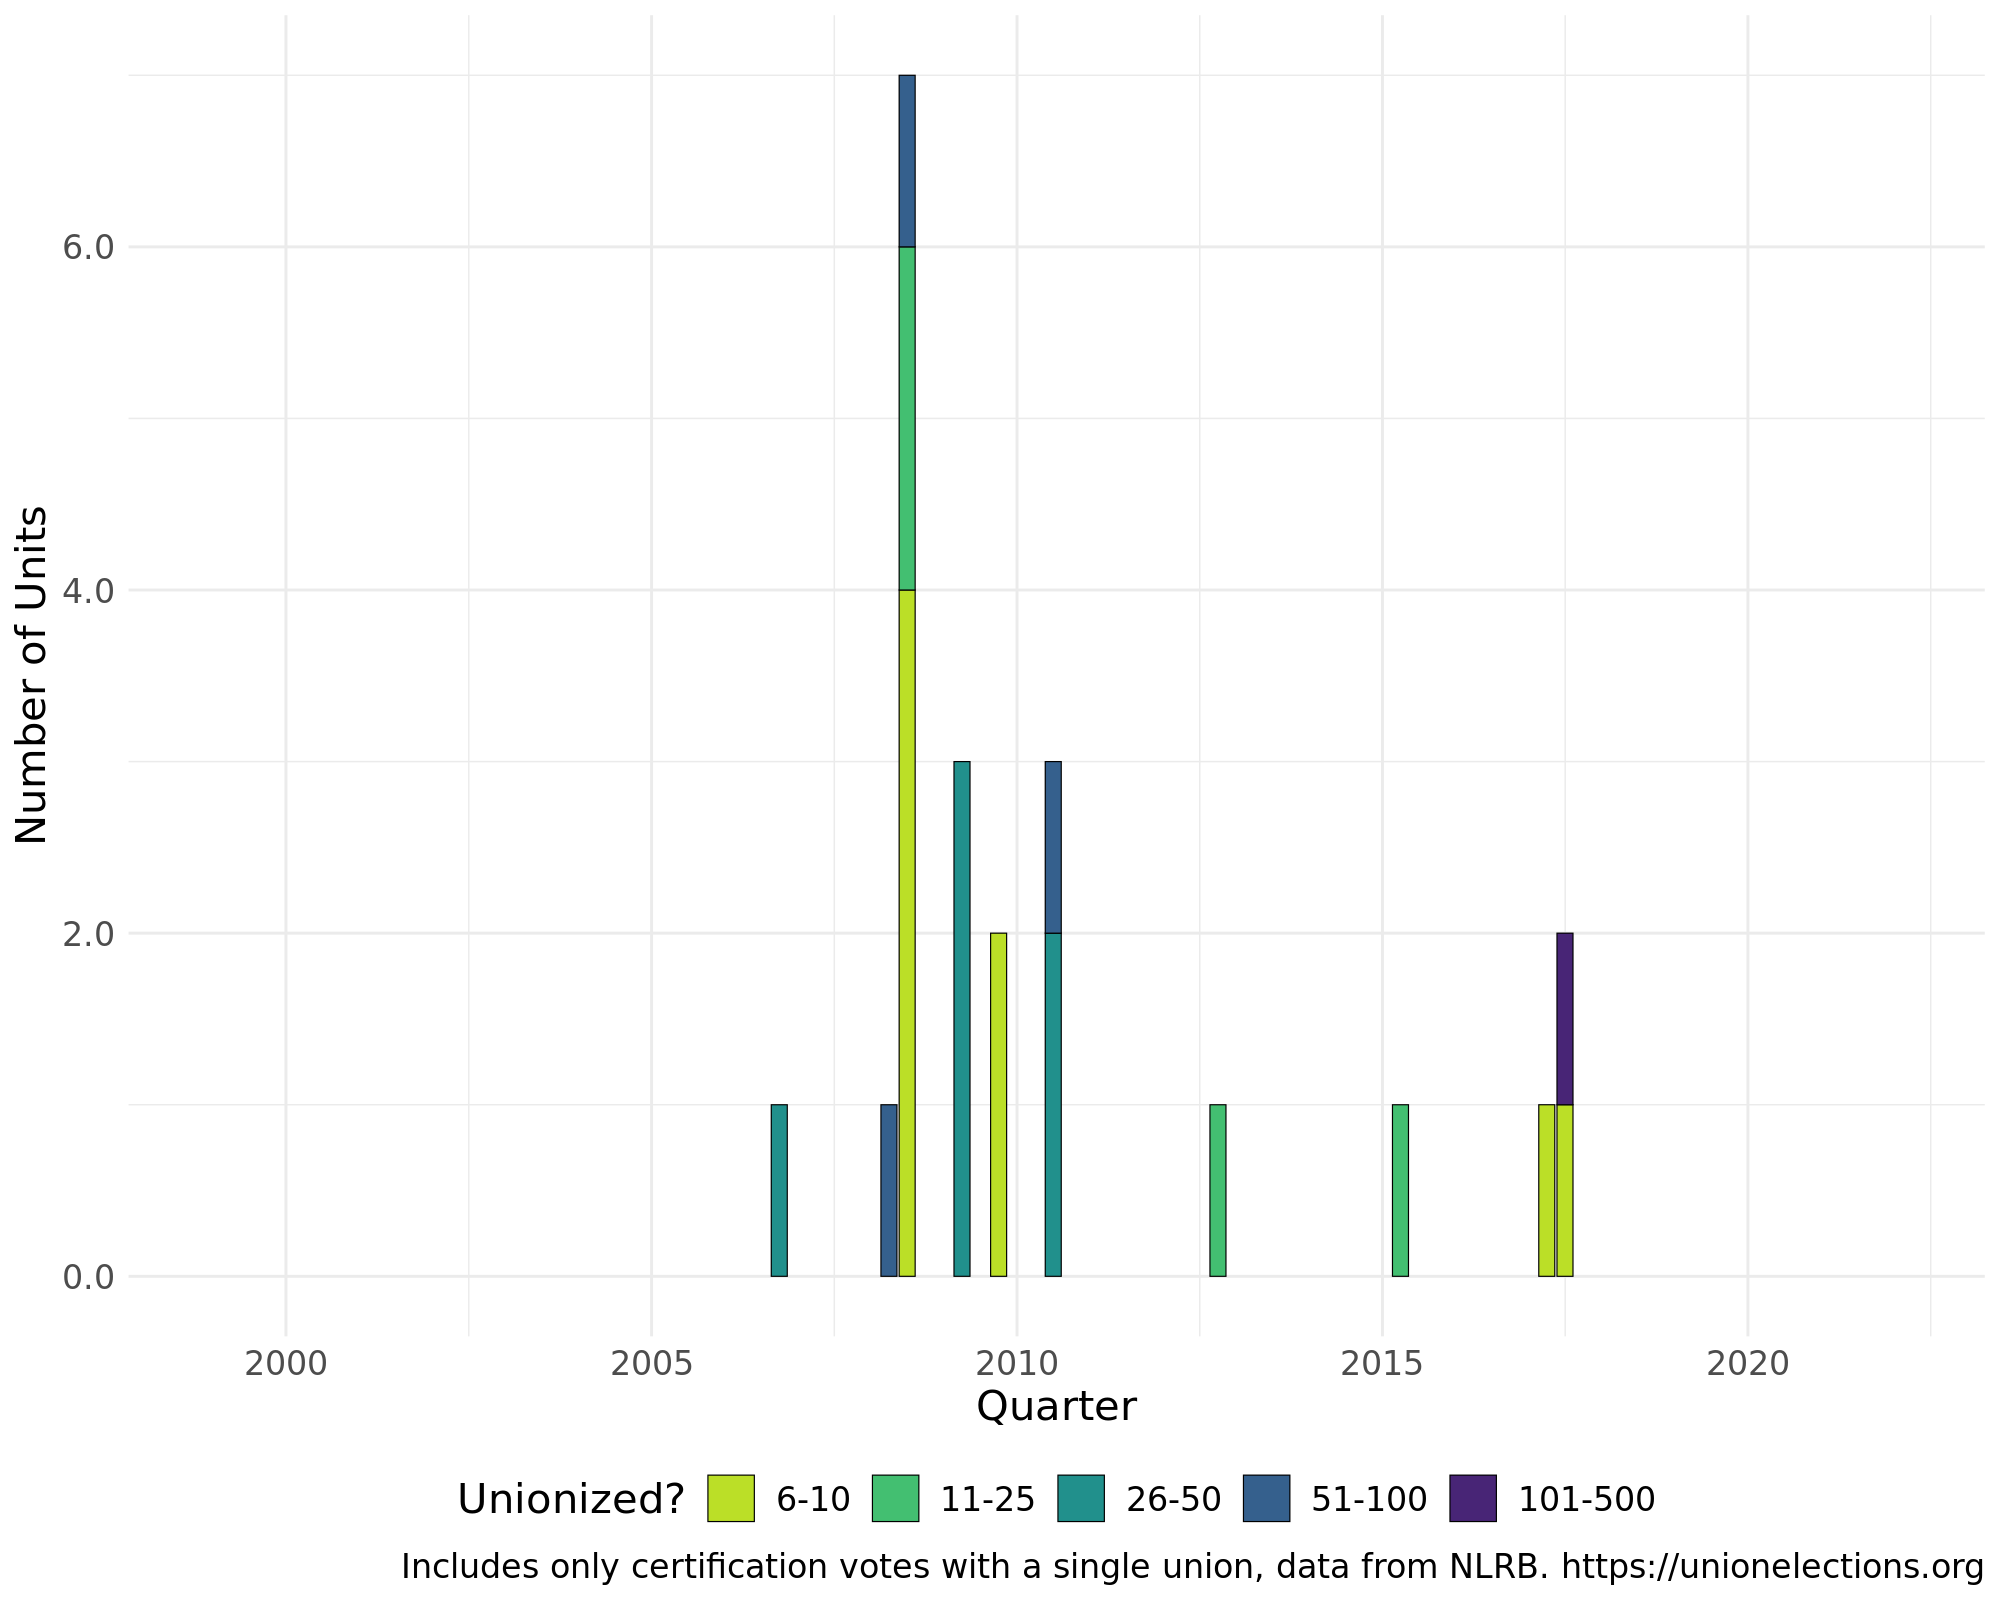 Number of Units
6.0
4.0
2.0
0.0
2000 2005 2010 2015 2020
Quarter
Unionized? 6-10 11-25 26-50 51-100 101-500
Includes only certification votes with a single union, data from NLRB. https://unionelections.org